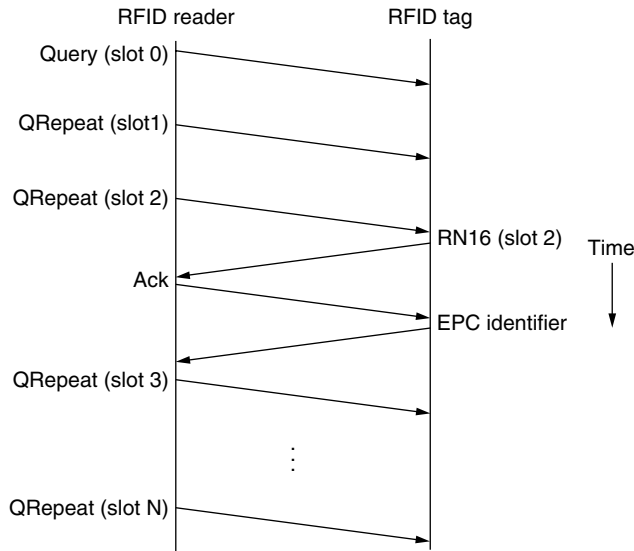 RFID reader
RFID tag
Query (slot 0)
QRepeat (slot1)
QRepeat (slot 2)
RN16 (slot 2)
Time
Ack
EPC identifier
QRepeat (slot 3)
QRepeat (slot N)